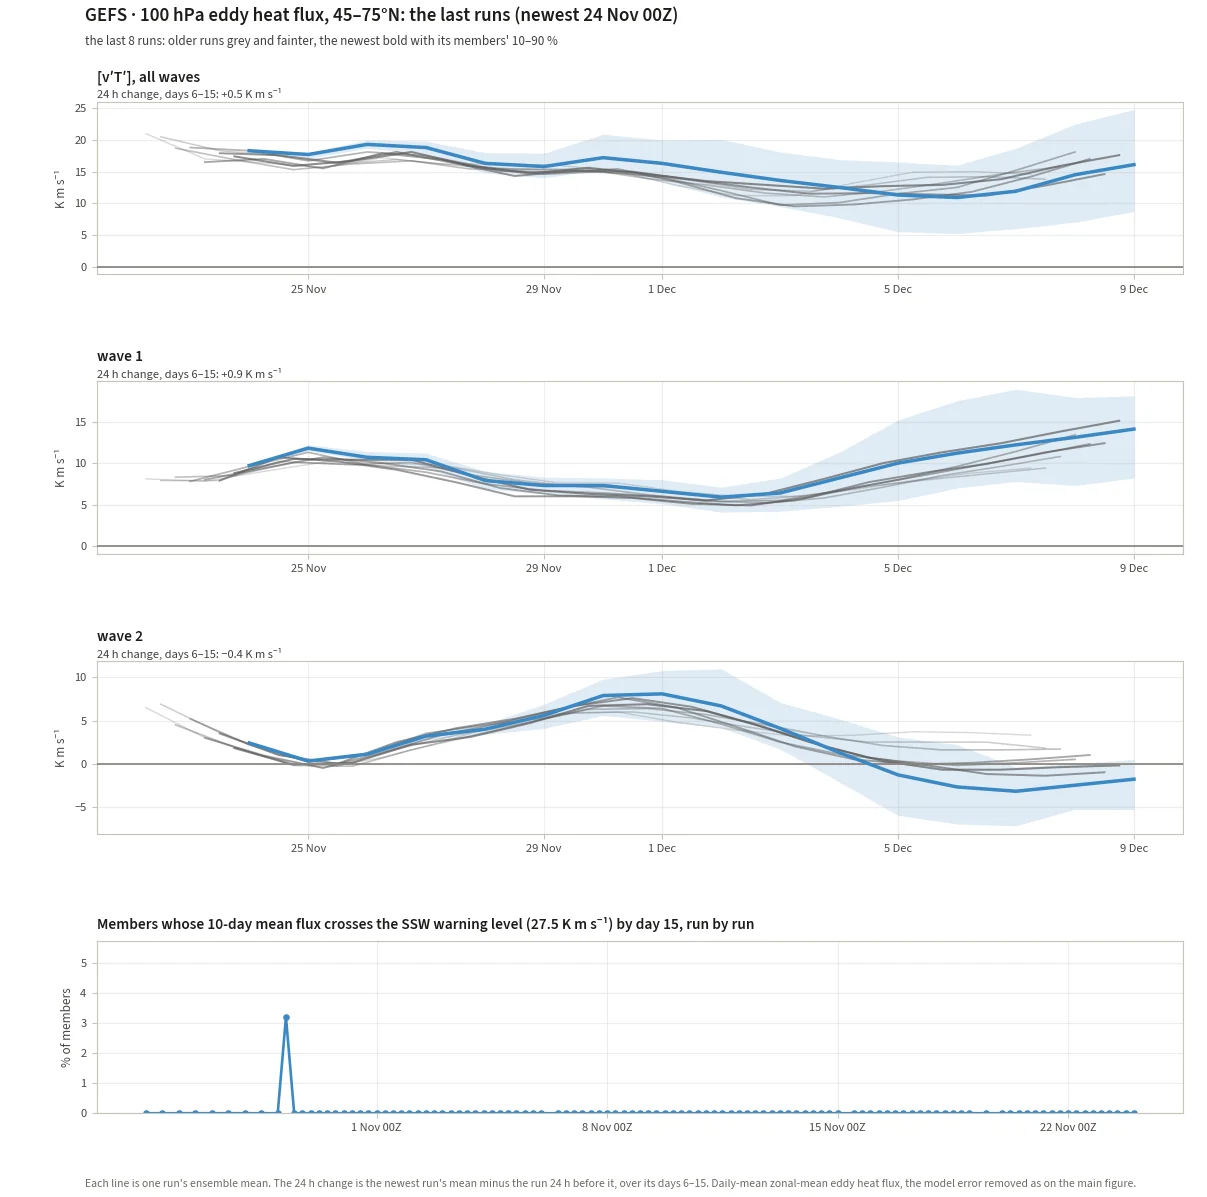 GEFS · 100 hPa eddy heat flux, 45–75°N: the last runs (newest 24 Nov 00Z)
the last 8 runs: older runs grey and fainter, the newest bold with its members' 10–90 %
[v′T′], all waves
24 h change, days 6–15: +0.5 K m s⁻¹
25
20
15
10
5
0
K m s⁻¹
25 Nov
29 Nov
1 Dec
5 Dec
9 Dec
wave 1
24 h change, days 6–15: +0.9 K m s⁻¹
15
10
5
0
K m s⁻¹
25 Nov
29 Nov
1 Dec
5 Dec
9 Dec
wave 2
24 h change, days 6–15: −0.4 K m s⁻¹
10
5
0
−5
K m s⁻¹
25 Nov
29 Nov
1 Dec
5 Dec
9 Dec
Members whose 10-day mean flux crosses the SSW warning level (27.5 K m s⁻¹) by day 15, run by run
5
4
3
2
1
0
% of members
1 Nov 00Z
8 Nov 00Z
15 Nov 00Z
22 Nov 00Z
Each line is one run's ensemble mean. The 24 h change is the newest run's mean minus the run 24 h before it, over its days 6–15. Daily-mean zonal-mean eddy heat flux, the model error removed as on the main figure.